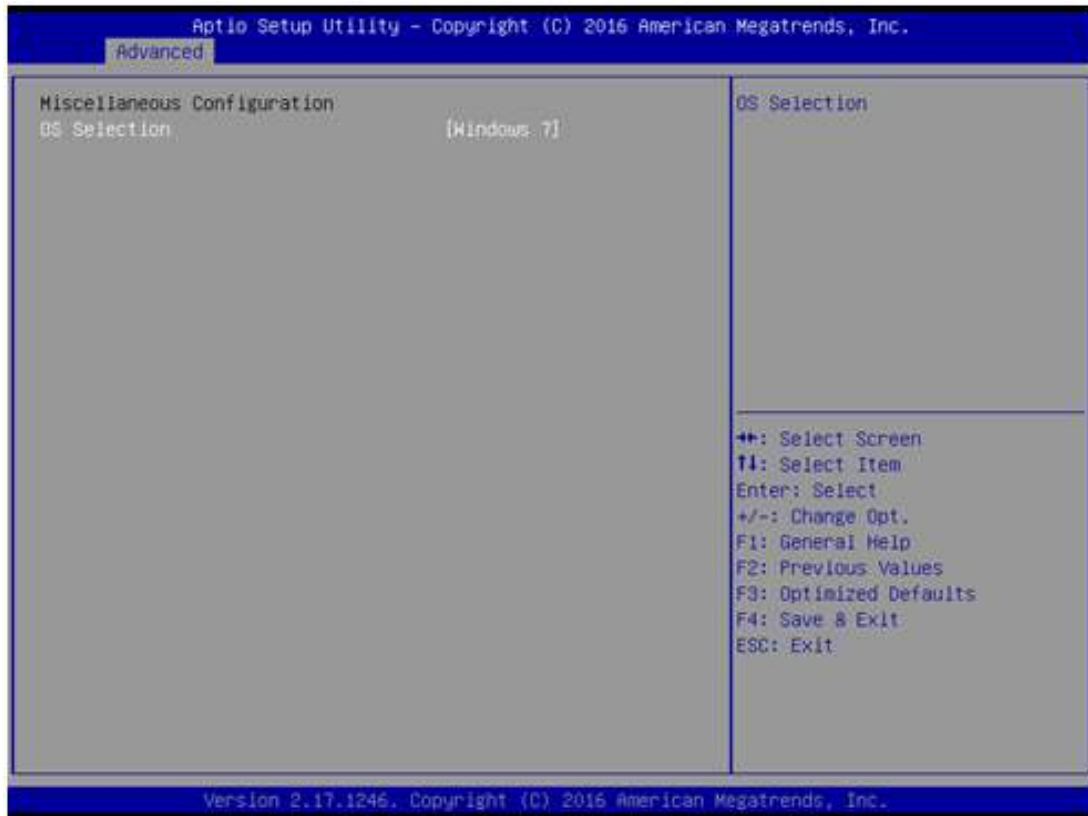 Aptio Setup Utility – Copyright (C) 2016 American Megatrends, Inc.
Advanced
Miscellaneous Configuration
OS Selection [Windows 7]
OS Selection
→←: Select Screen
↑↓: Select Item
Enter: Select
+/-: Change Opt.
F1: General Help
F2: Previous Values
F3: Optimized Defaults
F4: Save & Exit
ESC: Exit
Version 2.17.1246. Copyright (C) 2016 American Megatrends, Inc.